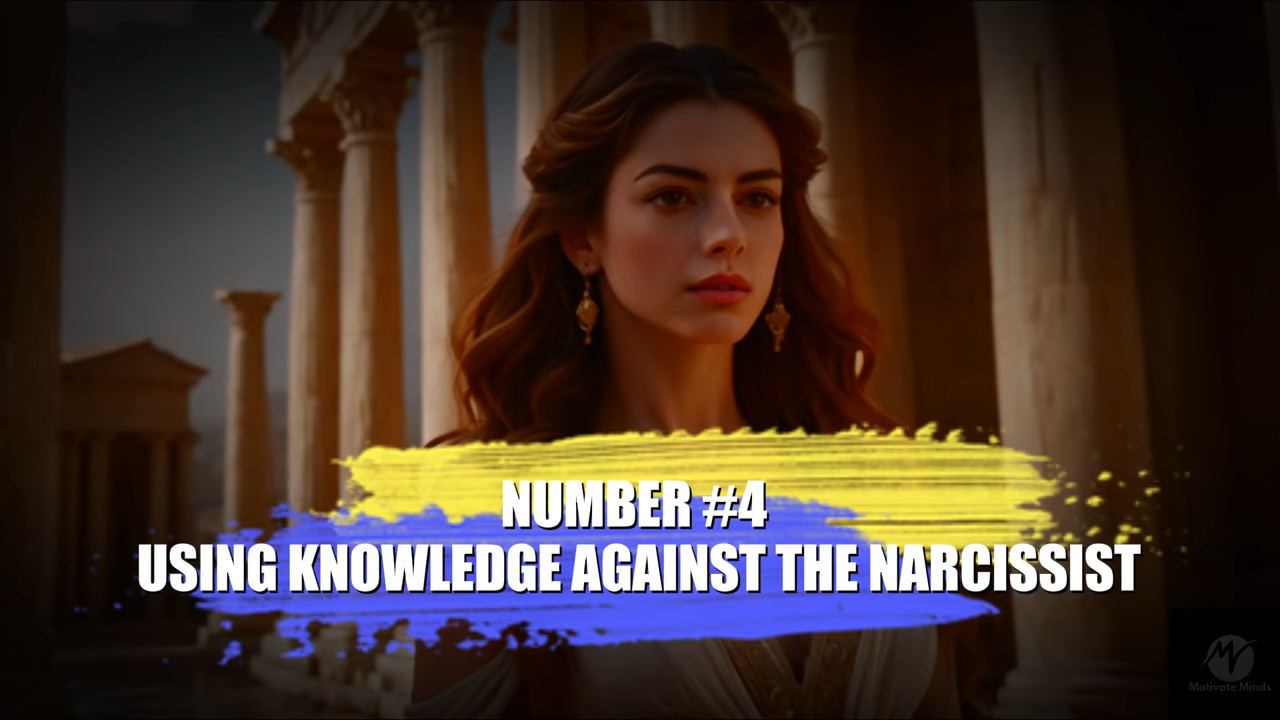 NUMBER #4
USING KNOWLEDGE AGAINST THE NARCISSIST
Motivate Minds